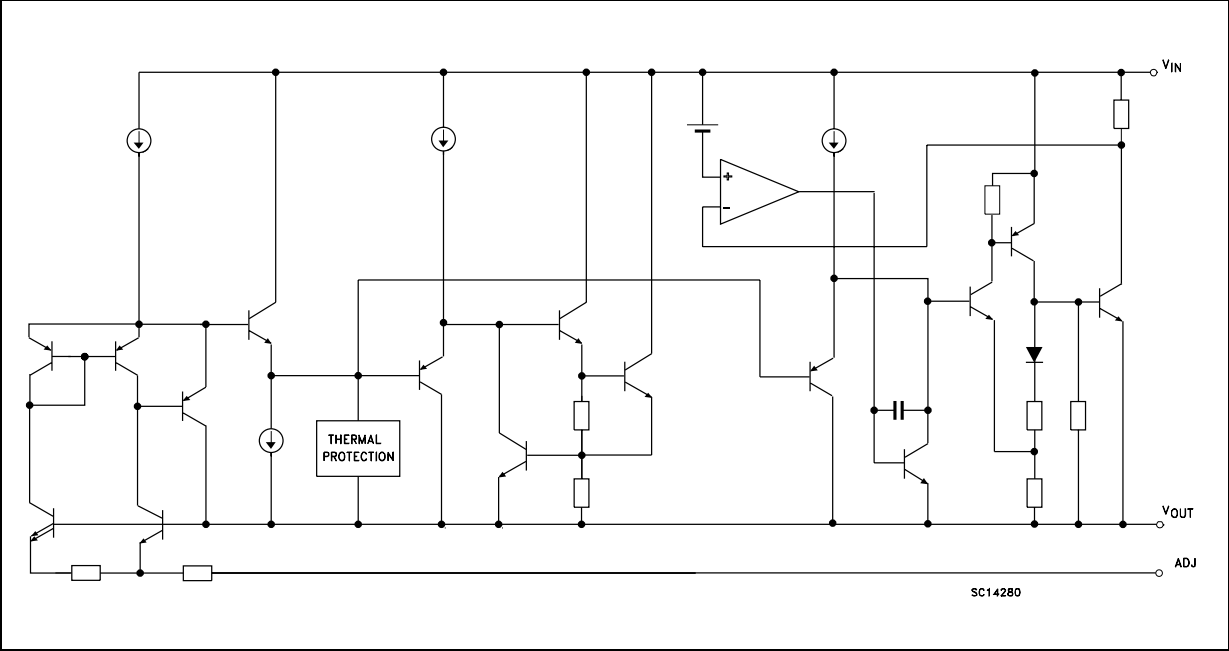 VIN
+
−
THERMAL
PROTECTION
VOUT
ADJ
SC14280